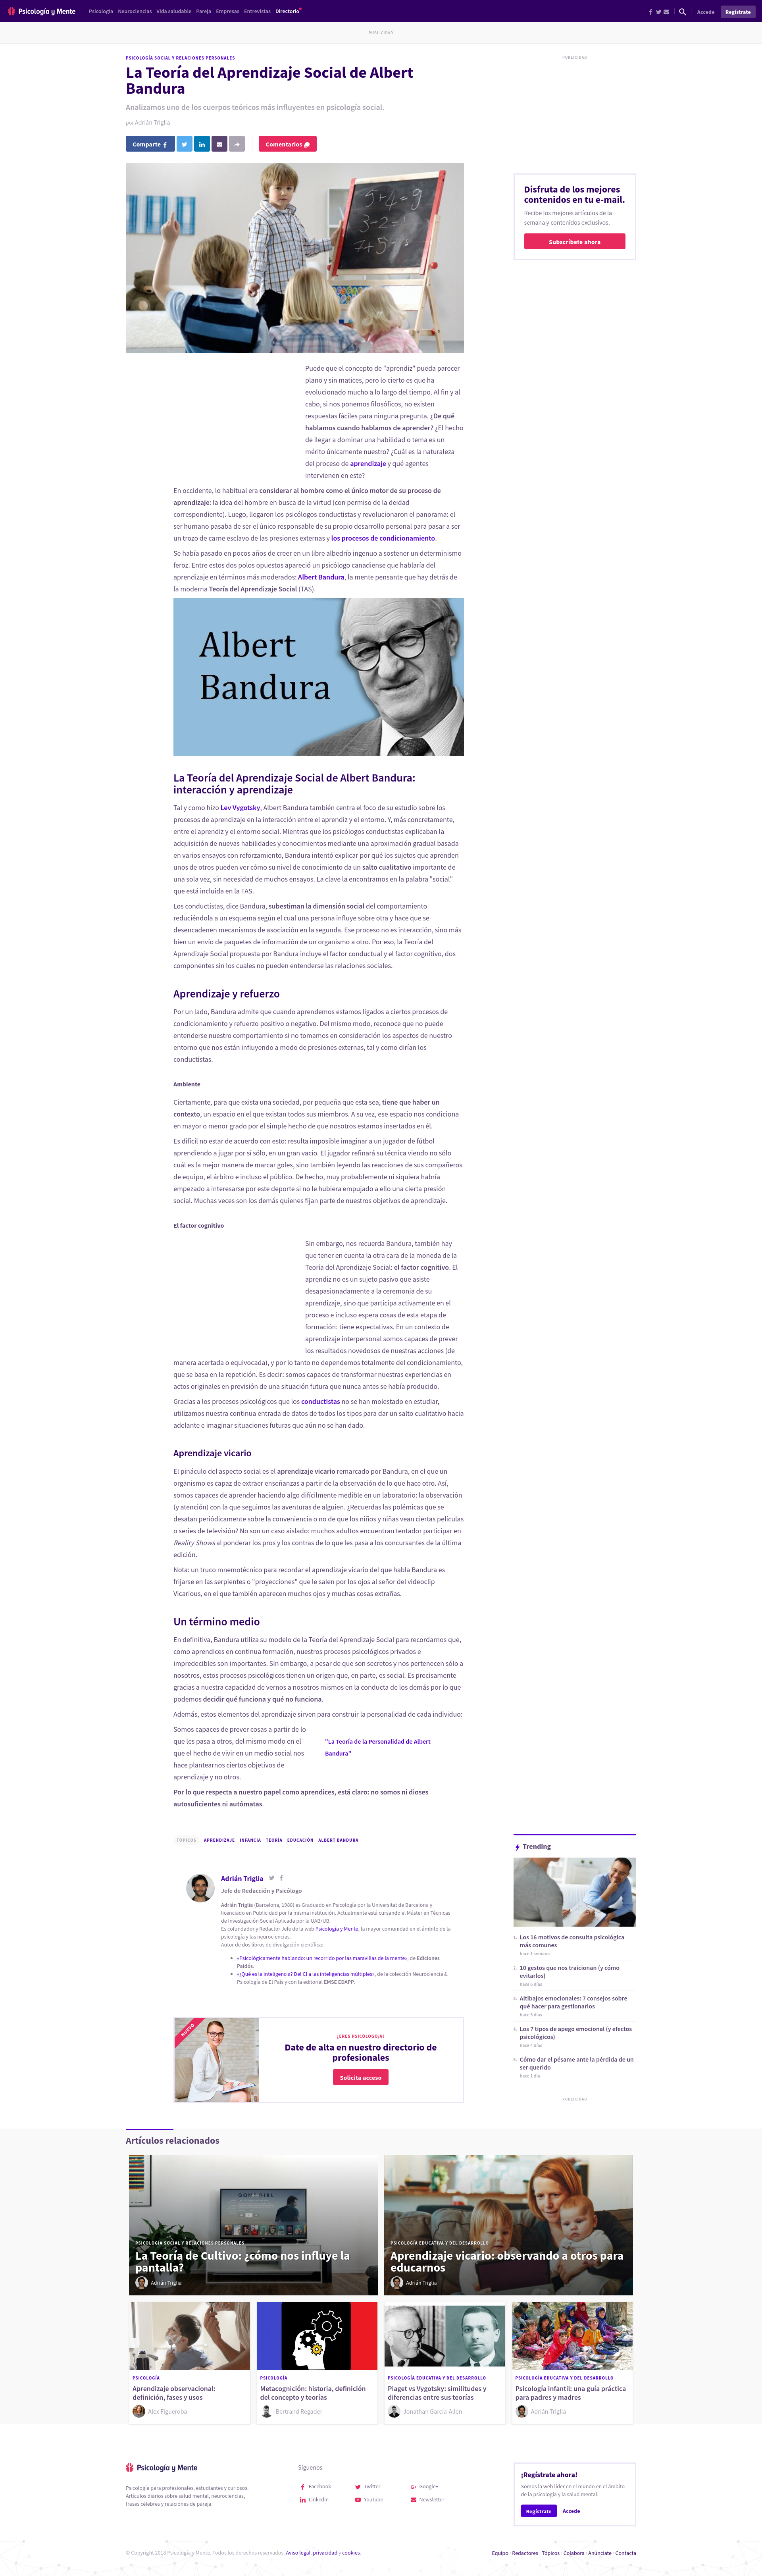 Psicología y Mente
Psicología Neurociencias Vida saludable Pareja Empresas Entrevistas Directorio
Accede Regístrate
PUBLICIDAD
PSICOLOGÍA SOCIAL Y RELACIONES PERSONALES
La Teoría del Aprendizaje Social de Albert
Bandura
Analizamos uno de los cuerpos teóricos más influyentes en psicología social.
por Adrián Triglia
Comparte
Comentarios
PUBLICIDAD
Disfruta de los mejores
contenidos en tu e-mail.
Recibe los mejores artículos de la
semana y contenidos exclusivos.
Subscríbete ahora
Puede que el concepto de "aprendiz" pueda parecer
plano y sin matices, pero lo cierto es que ha
evolucionado mucho a lo largo del tiempo. Al fin y al
cabo, si nos ponemos filosóficos, no existen
respuestas fáciles para ninguna pregunta. ¿De qué
hablamos cuando hablamos de aprender? ¿El hecho
de llegar a dominar una habilidad o tema es un
mérito únicamente nuestro? ¿Cuál es la naturaleza
del proceso de aprendizaje y qué agentes
intervienen en este?
En occidente, lo habitual era considerar al hombre como el único motor de su proceso de
aprendizaje: la idea del hombre en busca de la virtud (con permiso de la deidad
correspondiente). Luego, llegaron los psicólogos conductistas y revolucionaron el panorama: el
ser humano pasaba de ser el único responsable de su propio desarrollo personal para pasar a ser
un trozo de carne esclavo de las presiones externas y los procesos de condicionamiento.
Se había pasado en pocos años de creer en un libre albedrío ingenuo a sostener un determinismo
feroz. Entre estos dos polos opuestos apareció un psicólogo canadiense que hablaría del
aprendizaje en términos más moderados: Albert Bandura, la mente pensante que hay detrás de
la moderna Teoría del Aprendizaje Social (TAS).
Albert
Bandura
La Teoría del Aprendizaje Social de Albert Bandura:
interacción y aprendizaje
Tal y como hizo Lev Vygotsky, Albert Bandura también centra el foco de su estudio sobre los
procesos de aprendizaje en la interacción entre el aprendiz y el entorno. Y, más concretamente,
entre el aprendiz y el entorno social. Mientras que los psicólogos conductistas explicaban la
adquisición de nuevas habilidades y conocimientos mediante una aproximación gradual basada
en varios ensayos con reforzamiento, Bandura intentó explicar por qué los sujetos que aprenden
unos de otros pueden ver cómo su nivel de conocimiento da un salto cualitativo importante de
una sola vez, sin necesidad de muchos ensayos. La clave la encontramos en la palabra "social"
que está incluida en la TAS.
Los conductistas, dice Bandura, subestiman la dimensión social del comportamiento
reduciéndola a un esquema según el cual una persona influye sobre otra y hace que se
desencadenen mecanismos de asociación en la segunda. Ese proceso no es interacción, sino más
bien un envío de paquetes de información de un organismo a otro. Por eso, la Teoría del
Aprendizaje Social propuesta por Bandura incluye el factor conductual y el factor cognitivo, dos
componentes sin los cuales no pueden entenderse las relaciones sociales.
Aprendizaje y refuerzo
Por un lado, Bandura admite que cuando aprendemos estamos ligados a ciertos procesos de
condicionamiento y refuerzo positivo o negativo. Del mismo modo, reconoce que no puede
entenderse nuestro comportamiento si no tomamos en consideración los aspectos de nuestro
entorno que nos están influyendo a modo de presiones externas, tal y como dirían los
conductistas.
Ambiente
Ciertamente, para que exista una sociedad, por pequeña que esta sea, tiene que haber un
contexto, un espacio en el que existan todos sus miembros. A su vez, ese espacio nos condiciona
en mayor o menor grado por el simple hecho de que nosotros estamos insertados en él.
Es difícil no estar de acuerdo con esto: resulta imposible imaginar a un jugador de fútbol
aprendiendo a jugar por sí sólo, en un gran vacío. El jugador refinará su técnica viendo no sólo
cuál es la mejor manera de marcar goles, sino también leyendo las reacciones de sus compañeros
de equipo, el árbitro e incluso el público. De hecho, muy probablemente ni siquiera habría
empezado a interesarse por este deporte si no le hubiera empujado a ello una cierta presión
social. Muchas veces son los demás quienes fijan parte de nuestros objetivos de aprendizaje.
El factor cognitivo
Sin embargo, nos recuerda Bandura, también hay
que tener en cuenta la otra cara de la moneda de la
Teoría del Aprendizaje Social: el factor cognitivo. El
aprendiz no es un sujeto pasivo que asiste
desapasionadamente a la ceremonia de su
aprendizaje, sino que participa activamente en el
proceso e incluso espera cosas de esta etapa de
formación: tiene expectativas. En un contexto de
aprendizaje interpersonal somos capaces de prever
los resultados novedosos de nuestras acciones (de
manera acertada o equivocada), y por lo tanto no dependemos totalmente del condicionamiento,
que se basa en la repetición. Es decir: somos capaces de transformar nuestras experiencias en
actos originales en previsión de una situación futura que nunca antes se había producido.
Gracias a los procesos psicológicos que los conductistas no se han molestado en estudiar,
utilizamos nuestra continua entrada de datos de todos los tipos para dar un salto cualitativo hacia
adelante e imaginar situaciones futuras que aún no se han dado.
Aprendizaje vicario
El pináculo del aspecto social es el aprendizaje vicario remarcado por Bandura, en el que un
organismo es capaz de extraer enseñanzas a partir de la observación de lo que hace otro. Así,
somos capaces de aprender haciendo algo difícilmente medible en un laboratorio: la observación
(y atención) con la que seguimos las aventuras de alguien. ¿Recuerdas las polémicas que se
desatan periódicamente sobre la conveniencia o no de que los niños y niñas vean ciertas películas
o series de televisión? No son un caso aislado: muchos adultos encuentran tentador participar en
Reality Shows al ponderar los pros y los contras de lo que les pasa a los concursantes de la última
edición.
Nota: un truco mnemotécnico para recordar el aprendizaje vicario del que habla Bandura es
frijarse en las serpientes o "proyecciones" que le salen por los ojos al señor del videoclip
Vicarious, en el que también aparecen muchos ojos y muchas cosas extrañas.
Un término medio
En definitiva, Bandura utiliza su modelo de la Teoría del Aprendizaje Social para recordarnos que,
como aprendices en continua formación, nuestros procesos psicológicos privados e
impredecibles son importantes. Sin embargo, a pesar de que son secretos y nos pertenecen sólo a
nosotros, estos procesos psicológicos tienen un origen que, en parte, es social. Es precisamente
gracias a nuestra capacidad de vernos a nosotros mismos en la conducta de los demás por lo que
podemos decidir qué funciona y qué no funciona.
Además, estos elementos del aprendizaje sirven para construir la personalidad de cada individuo:
Somos capaces de prever cosas a partir de lo
que les pasa a otros, del mismo modo en el
que el hecho de vivir en un medio social nos
hace plantearnos ciertos objetivos de
aprendizaje y no otros.
"La Teoría de la Personalidad de Albert
Bandura"
Por lo que respecta a nuestro papel como aprendices, está claro: no somos ni dioses
autosuficientes ni autómatas.
TÓPICOS APRENDIZAJE INFANCIA TEORÍA EDUCACIÓN ALBERT BANDURA
Adrián Triglia
Jefe de Redacción y Psicólogo
Adrián Triglia (Barcelona, 1988) es Graduado en Psicología por la Universitat de Barcelona y
licenciado en Publicidad por la misma institución. Actualmente está cursando el Máster en Técnicas
de Investigación Social Aplicada por la UAB/UB.
Es cofundador y Redactor Jefe de la web Psicología y Mente, la mayor comunidad en el ámbito de la
psicología y las neurociencias.
Autor de dos libros de divulgación científica:
«Psicológicamente hablando: un recorrido por las maravillas de la mente», de Ediciones
Paidós.
«¿Qué es la inteligencia? Del CI a las inteligencias múltiples», de la colección Neurociencia &
Psicología de El País y con la editorial EMSE EDAPP.
NUEVO
¿ERES PSICÓLOGO/A?
Date de alta en nuestro directorio de
profesionales
Solicita acceso
Trending
1. Los 16 motivos de consulta psicológica
más comunes
hace 1 semana
2. 10 gestos que nos traicionan (y cómo
evitarlos)
hace 6 días
3. Altibajos emocionales: 7 consejos sobre
qué hacer para gestionarlos
hace 5 días
4. Los 7 tipos de apego emocional (y efectos
psicológicos)
hace 4 días
5. Cómo dar el pésame ante la pérdida de un
ser querido
hace 1 día
PUBLICIDAD
Artículos relacionados
PSICOLOGÍA SOCIAL Y RELACIONES PERSONALES
La Teoría de Cultivo: ¿cómo nos influye la
pantalla?
Adrián Triglia
PSICOLOGÍA EDUCATIVA Y DEL DESARROLLO
Aprendizaje vicario: observando a otros para
educarnos
Adrián Triglia
PSICOLOGÍA
Aprendizaje observacional:
definición, fases y usos
Alex Figueroba
PSICOLOGÍA
Metacognición: historia, definición
del concepto y teorías
Bertrand Regader
PSICOLOGÍA EDUCATIVA Y DEL DESARROLLO
Piaget vs Vygotsky: similitudes y
diferencias entre sus teorías
Jonathan García-Allen
PSICOLOGÍA EDUCATIVA Y DEL DESARROLLO
Psicología infantil: una guía práctica
para padres y madres
Adrián Triglia
Psicología y Mente
Psicología para profesionales, estudiantes y curiosos.
Artículos diarios sobre salud mental, neurociencias,
frases célebres y relaciones de pareja.
Síguenos
Facebook Twitter Google+
Linkedin Youtube Newsletter
¡Regístrate ahora!
Somos la web líder en el mundo en el ámbito
de la psicología y la salud mental.
Regístrate Accede
© Copyright 2018 Psicología y Mente. Todos los derechos reservados. Aviso legal, privacidad y cookies.
Equipo · Redactores · Tópicos · Colabora · Anúnciate · Contacta